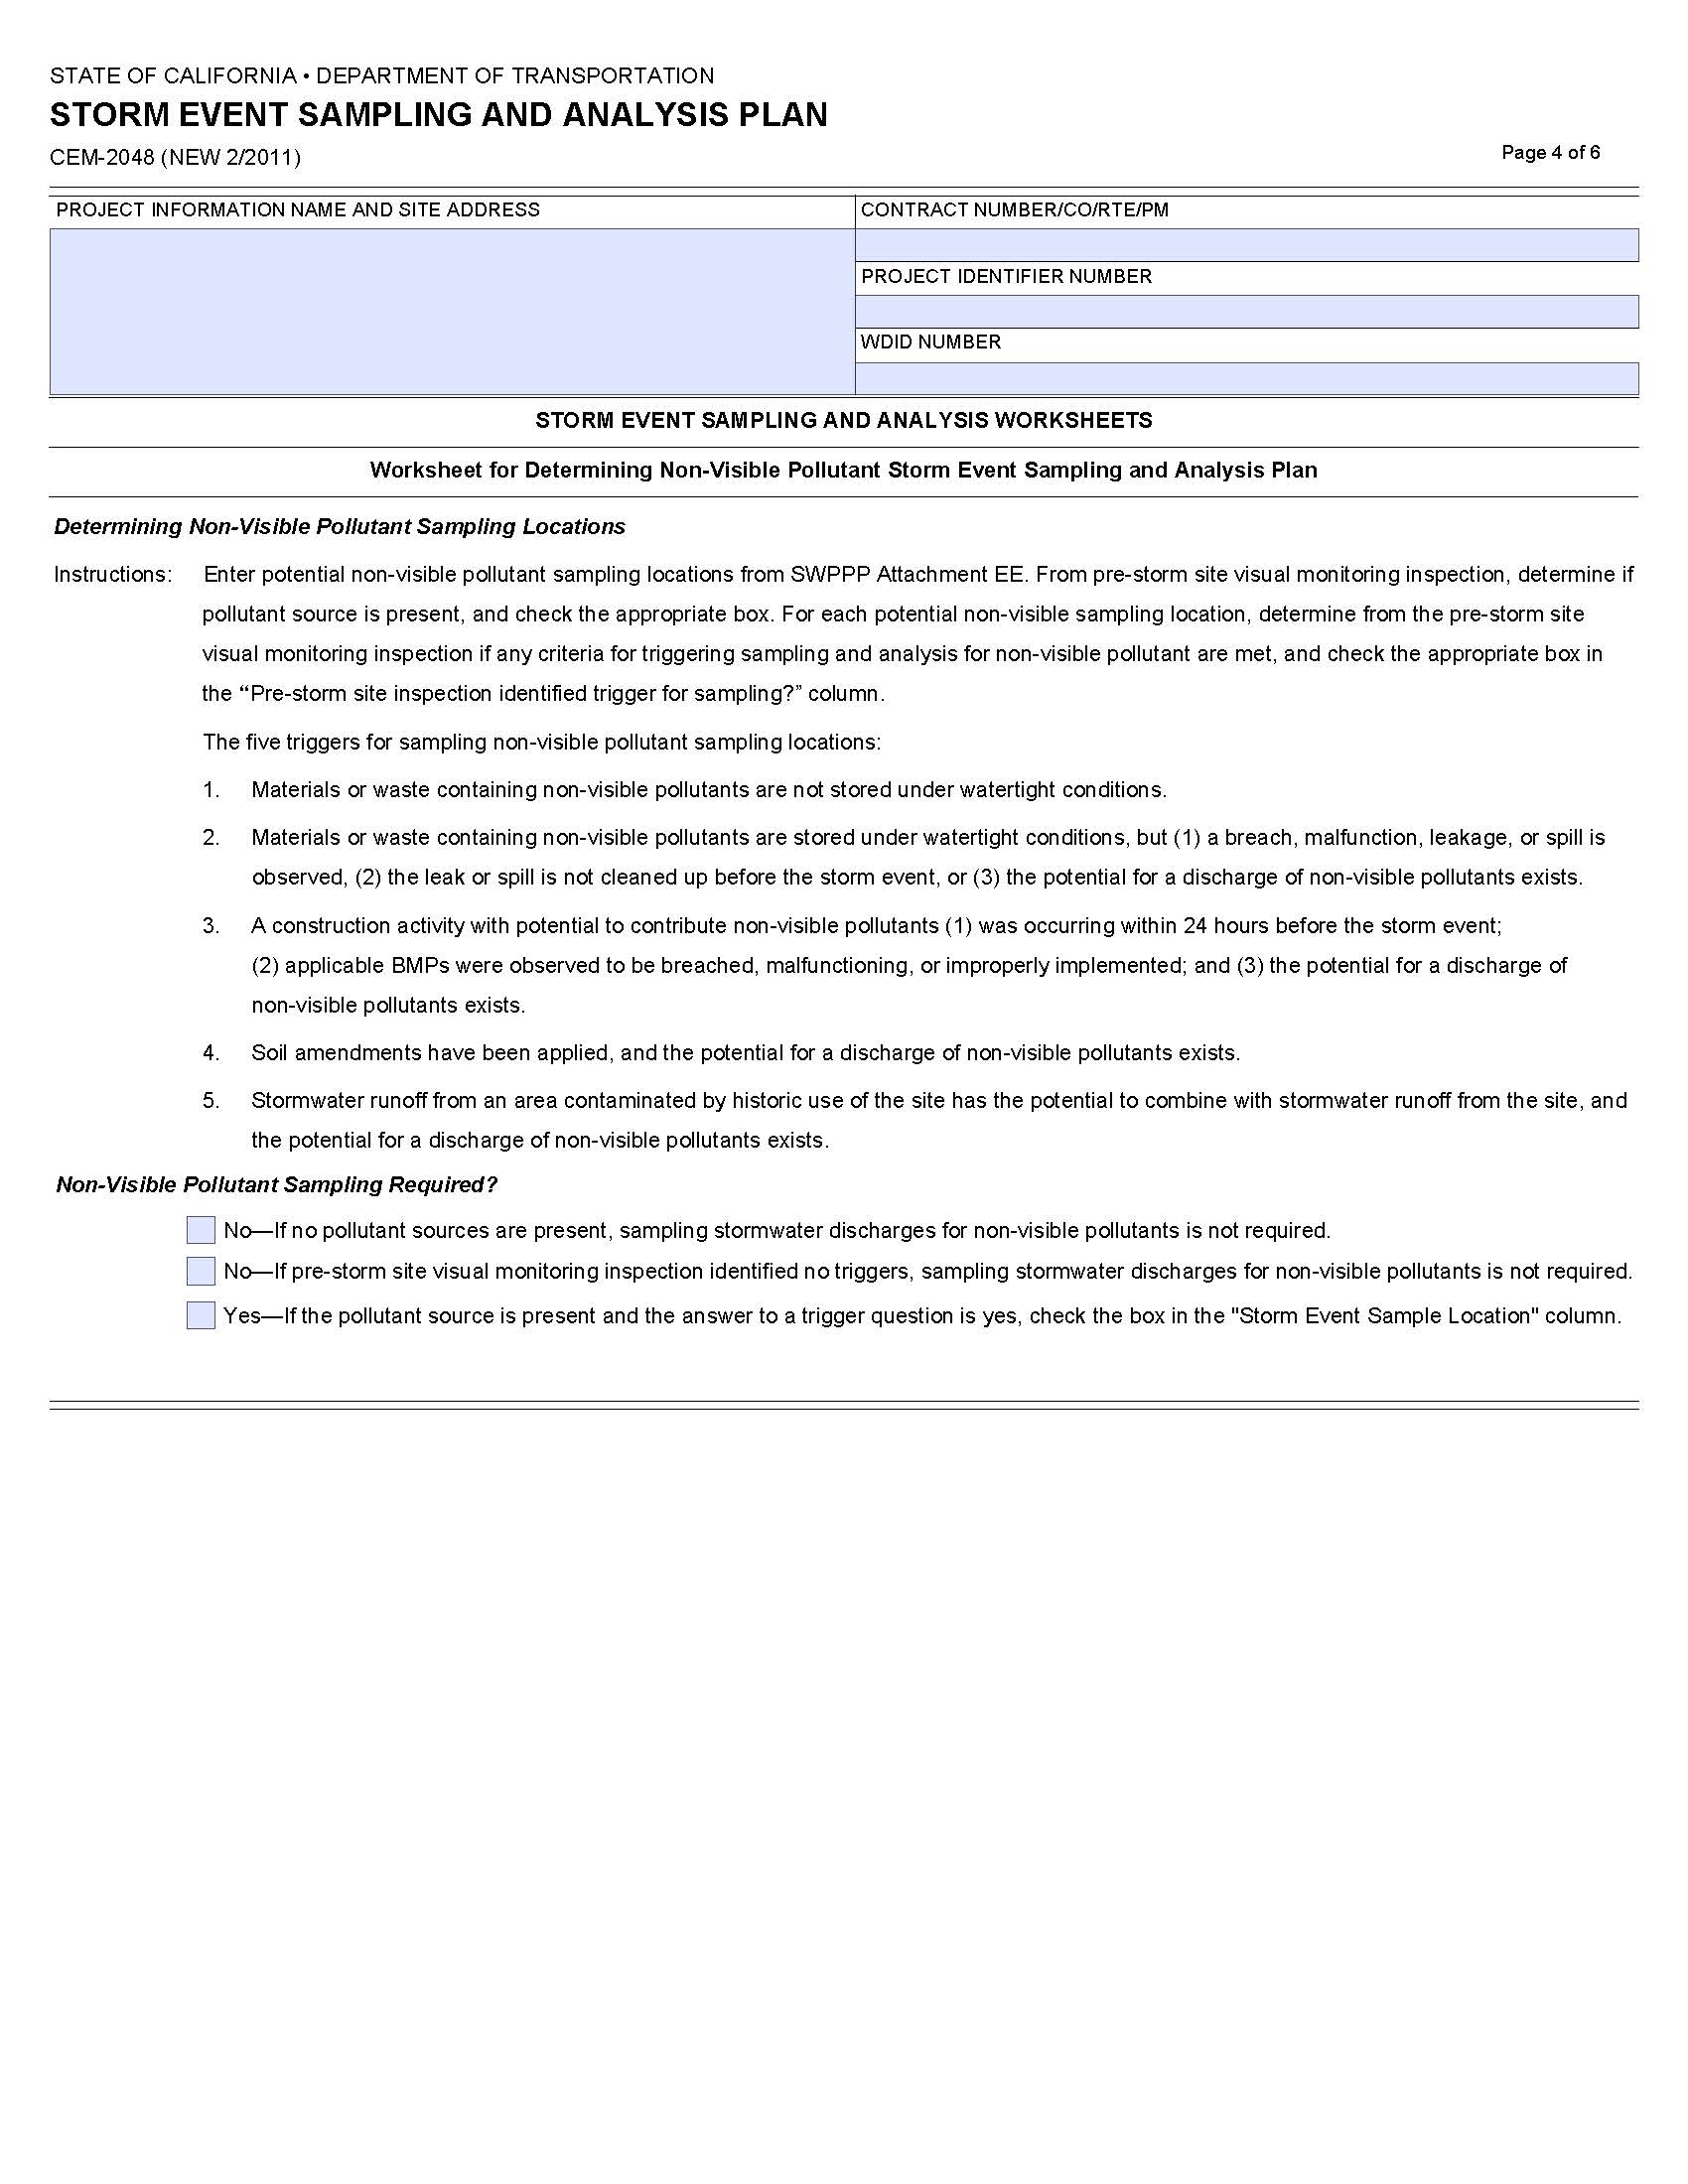 STATE OF CALIFORNIA • DEPARTMENT OF TRANSPORTATION
STORM EVENT SAMPLING AND ANALYSIS PLAN
CEM-2048 (NEW 2/2011)
Page 4 of 6
PROJECT INFORMATION NAME AND SITE ADDRESS
CONTRACT NUMBER/CO/RTE/PM
PROJECT IDENTIFIER NUMBER
WDID NUMBER
STORM EVENT SAMPLING AND ANALYSIS WORKSHEETS
Worksheet for Determining Non-Visible Pollutant Storm Event Sampling and Analysis Plan
Determining Non-Visible Pollutant Sampling Locations
Instructions: Enter potential non-visible pollutant sampling locations from SWPPP Attachment EE. From pre-storm site visual monitoring inspection, determine if
pollutant source is present, and check the appropriate box. For each potential non-visible sampling location, determine from the pre-storm site
visual monitoring inspection if any criteria for triggering sampling and analysis for non-visible pollutant are met, and check the appropriate box in
the “Pre-storm site inspection identified trigger for sampling?” column.
The five triggers for sampling non-visible pollutant sampling locations:
1. Materials or waste containing non-visible pollutants are not stored under watertight conditions.
2. Materials or waste containing non-visible pollutants are stored under watertight conditions, but (1) a breach, malfunction, leakage, or spill is
observed, (2) the leak or spill is not cleaned up before the storm event, or (3) the potential for a discharge of non-visible pollutants exists.
3. A construction activity with potential to contribute non-visible pollutants (1) was occurring within 24 hours before the storm event;
(2) applicable BMPs were observed to be breached, malfunctioning, or improperly implemented; and (3) the potential for a discharge of
non-visible pollutants exists.
4. Soil amendments have been applied, and the potential for a discharge of non-visible pollutants exists.
5. Stormwater runoff from an area contaminated by historic use of the site has the potential to combine with stormwater runoff from the site, and
the potential for a discharge of non-visible pollutants exists.
Non-Visible Pollutant Sampling Required?
No—If no pollutant sources are present, sampling stormwater discharges for non-visible pollutants is not required.
No—If pre-storm site visual monitoring inspection identified no triggers, sampling stormwater discharges for non-visible pollutants is not required.
Yes—If the pollutant source is present and the answer to a trigger question is yes, check the box in the "Storm Event Sample Location" column.